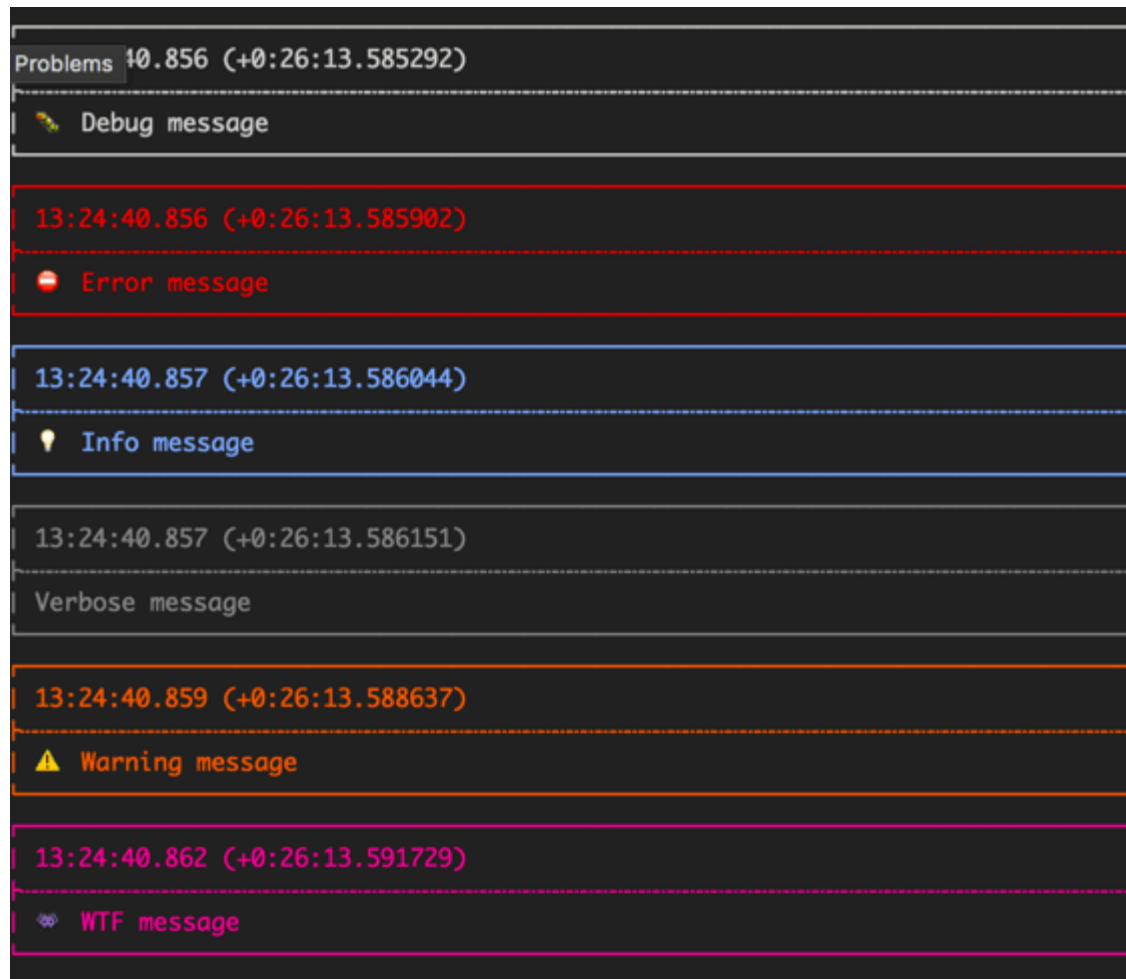 Problems 40.856 (+0:26:13.585292)
🐛 Debug message
13:24:40.856 (+0:26:13.585902)
⛔ Error message
13:24:40.857 (+0:26:13.586044)
💡 Info message
13:24:40.857 (+0:26:13.586151)
Verbose message
13:24:40.859 (+0:26:13.588637)
⚠️ Warning message
13:24:40.862 (+0:26:13.591729)
👾 WTF message